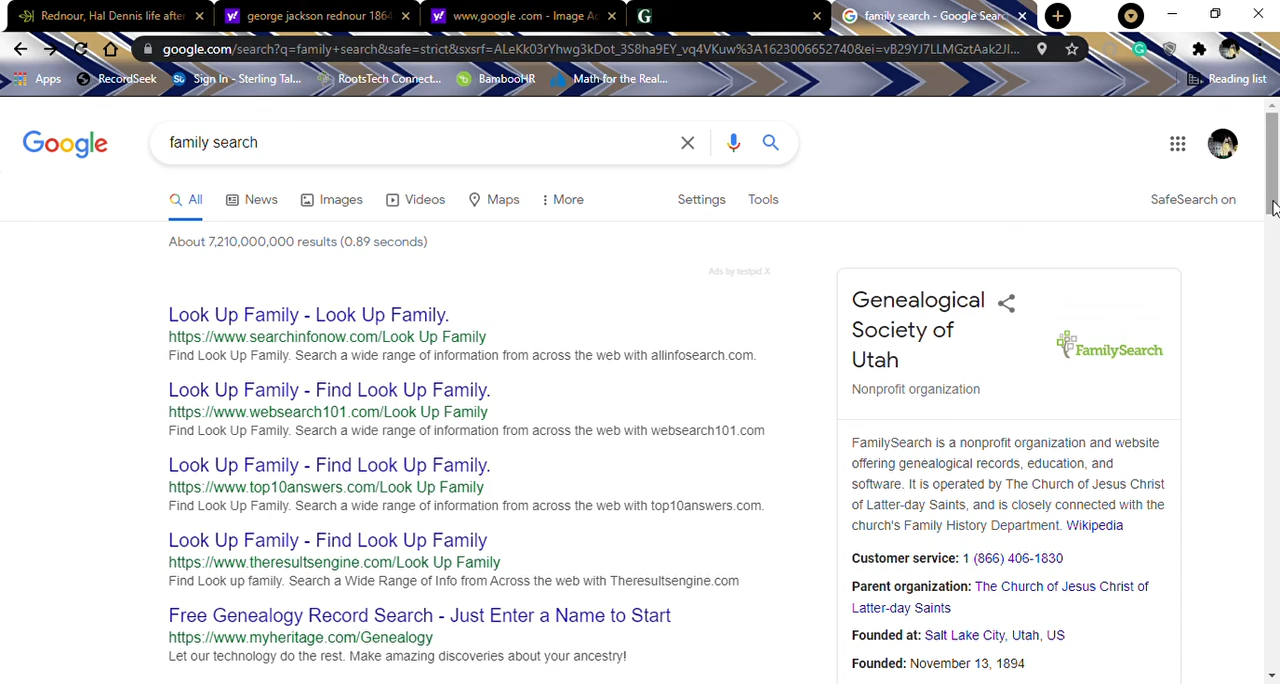 Rednour, Hal Dennis life after
george jackson rednour 1864
www,google .com - Image
family search - Google Sear
google.com/search?q=family+search&safe=strict&sxsrf=ALeKk03rYhwg3kDot_3S8ha9EY_vq4VKuw%3A1623006652740&ei=vB29YJ7LLMGztAak2JI...
Apps
RecordSeek
Sign In - Sterling Tal...
RootsTech Connect...
BambooHR
Math for the Real...
Reading list
Google
family search
All
News
Images
Videos
Maps
More
Settings
Tools
SafeSearch on
About 7,210,000,000 results (0.89 seconds)
Ads by testpid X
Look Up Family - Look Up Family.
https://www.searchinfonow.com/Look Up Family
Find Look Up Family. Search a wide range of information from across the web with allinfosearch.com.
Look Up Family - Find Look Up Family.
https://www.websearch101.com/Look Up Family
Find Look Up Family. Search a wide range of information from across the web with websearch101.com
Look Up Family - Find Look Up Family.
https://www.top10answers.com/Look Up Family
Find Look Up Family. Search a wide range of information from across the web with top10answers.com.
Look Up Family - Find Look Up Family
https://www.theresultsengine.com/Look Up Family
Find Look up family. Search a Wide Range of Info from Across the web with Theresultsengine.com
Free Genealogy Record Search - Just Enter a Name to Start
https://www.myheritage.com/Genealogy
Let our technology do the rest. Make amazing discoveries about your ancestry!
Genealogical
Society of
Utah
FamilySearch
Nonprofit organization
FamilySearch is a nonprofit organization and website
offering genealogical records, education, and
software. It is operated by The Church of Jesus Christ
of Latter-day Saints, and is closely connected with the
church's Family History Department. Wikipedia
Customer service: 1 (866) 406-1830
Parent organization: The Church of Jesus Christ of
Latter-day Saints
Founded at: Salt Lake City, Utah, US
Founded: November 13, 1894